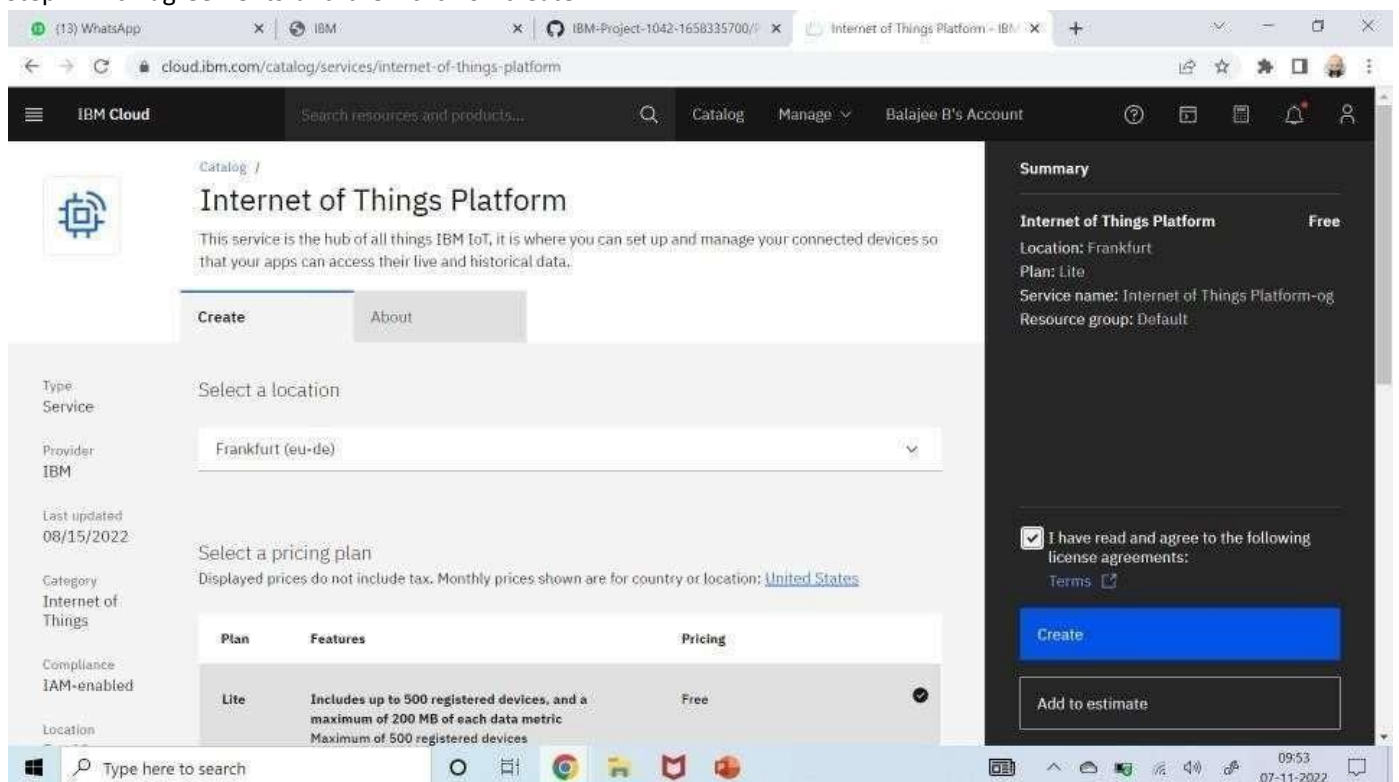 (13) WhatsApp
IBM
IBM-Project-1042-1658335700/
Internet of Things Platform - IBM
cloud.ibm.com/catalog/services/internet-of-things-platform
IBM Cloud
Search resources and products...
Catalog
Manage
Balajee B's Account
Catalog /
Internet of Things Platform
This service is the hub of all things IBM IoT, it is where you can set up and manage your connected devices so
that your apps can access their live and historical data.
Create
About
Type
Service
Provider
IBM
Last updated
08/15/2022
Category
Internet of
Things
Compliance
IAM-enabled
Location
Select a location
Frankfurt (eu-de)
Select a pricing plan
Displayed prices do not include tax. Monthly prices shown are for country or location: United States
Plan Features Pricing
Lite Includes up to 500 registered devices, and a Free
maximum of 200 MB of each data metric
Maximum of 500 registered devices
Summary
Internet of Things Platform Free
Location: Frankfurt
Plan: Lite
Service name: Internet of Things Platform-og
Resource group: Default
I have read and agree to the following
license agreements:
Terms
Create
Add to estimate
Type here to search
09:53
07-11-2022